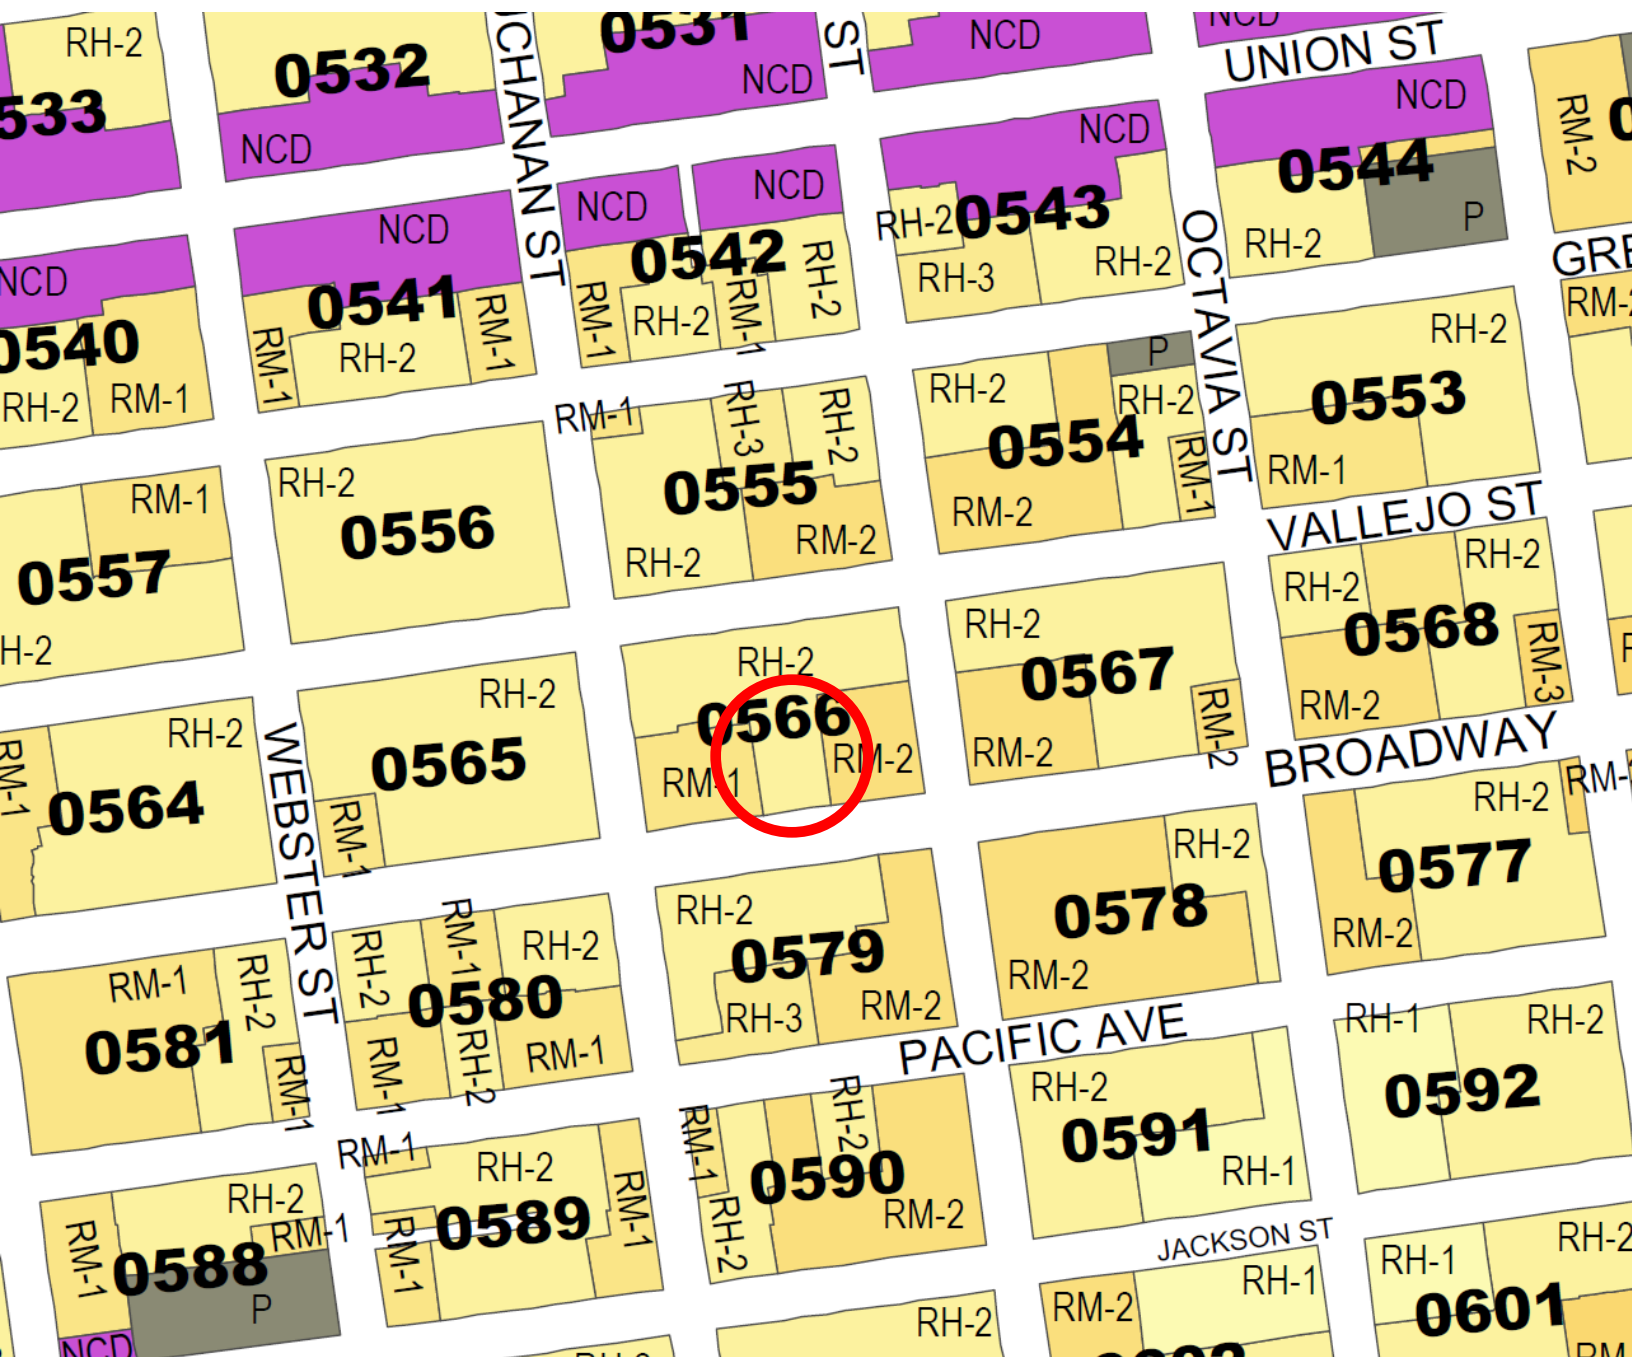 RH-2
0532
0531
NCD
NCD
UNION ST
533
NCD
NCD
ST
NCD
NCD
RM-2
CHANAN ST
0544
P
RH-2
NCD
NCD
NCD
0543
RH-2
RH-3
RH-2
OCTAVIA ST
NCD
0541
RM-1
RH-2
RM-1
0542
RM-1
RH-2
RM-1
RH-2
GRE
RM-2
0540
RH-2
RM-1
RM-1
RH-3
RH-2
0555
RH-2
RM-2
RH-2
P
RH-2
0554
RM-2
RM-1
RH-2
0553
RM-1
VALLEJO ST
RM-1
0557
H-2
RH-2
0556
RH-2
0566
RM-1
RM-2
RH-2
0567
RM-2
RM-2
RH-2
RH-2
0568
RM-2
RM-3
BROADWAY
RH-2
RM-1
0564
WEBSTER ST
RH-2
0565
RM-1
RH-2
0579
RH-3
RM-2
RH-2
0578
RM-2
RH-2
RM-
0577
RM-2
RM-1
RH-2
0581
RM-1
RH-2
RM-1
RH-2
0580
RM-1
RH-2
RM-1
PACIFIC AVE
RH-2
0591
RH-1
RH-1
RH-2
0592
RM-1
RH-2
RM-1
0588
P
NCD
RM-1
RH-2
0589
RM-1
RM-1
RM-1
RH-2
0590
RH-2
RM-2
JACKSON ST
RH-2
RM-2
RH-1
RH-1
RH-2
0601